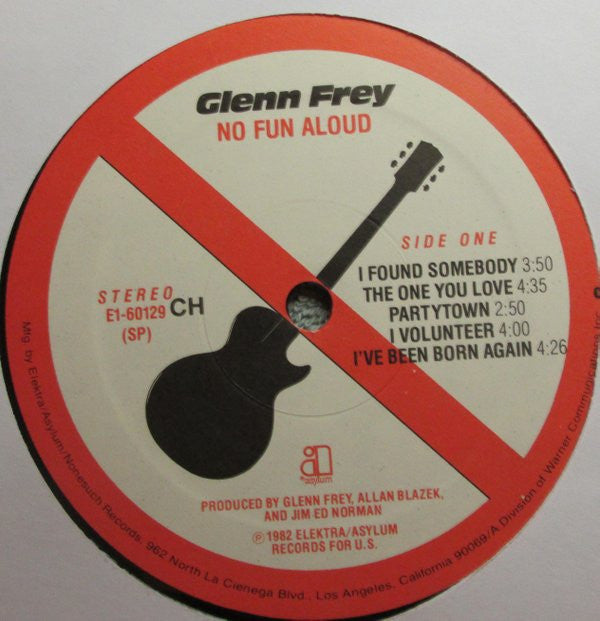 Glenn Frey
NO FUN ALOUD
SIDE ONE
I FOUND SOMEBODY 3:50
THE ONE YOU LOVE 4:35
PARTYTOWN 2:50
I VOLUNTEER 4:00
I'VE BEEN BORN AGAIN 4:26
STEREO
E1-60129 CH
(SP)
asylum
PRODUCED BY GLENN FREY, ALLAN BLAZEK,
AND JIM ED NORMAN
℗ 1982 ELEKTRA/ASYLUM
RECORDS FOR U.S.
Mfg. by Elektra/Asylum/Nonesuch Records, 962 North La Cienega Blvd., Los Angeles, California 90069/A Division of Warner Communications Inc.